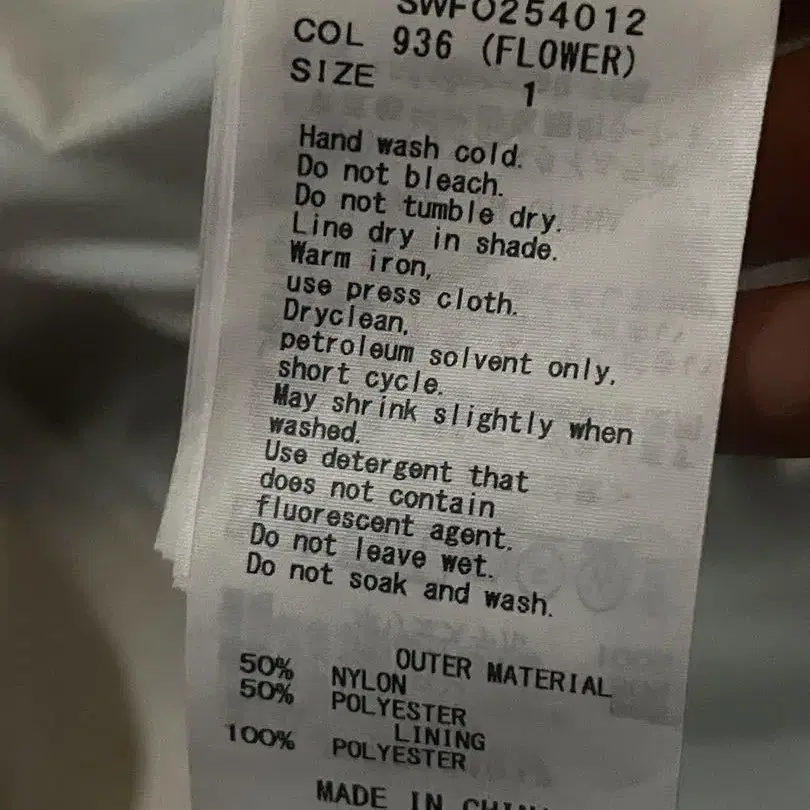 SWFO254012
COL 936 (FLOWER)
SIZE 1
Hand wash cold.
Do not bleach.
Do not tumble dry.
Line dry in shade.
Warm iron,
use press cloth.
Dryclean,
petroleum solvent only,
short cycle.
May shrink slightly when
washed.
Use detergent that
does not contain
fluorescent agent.
Do not leave wet.
Do not soak and wash.
OUTER MATERIAL
50% NYLON
50% POLYESTER
LINING
100% POLYESTER
MADE IN CHINA